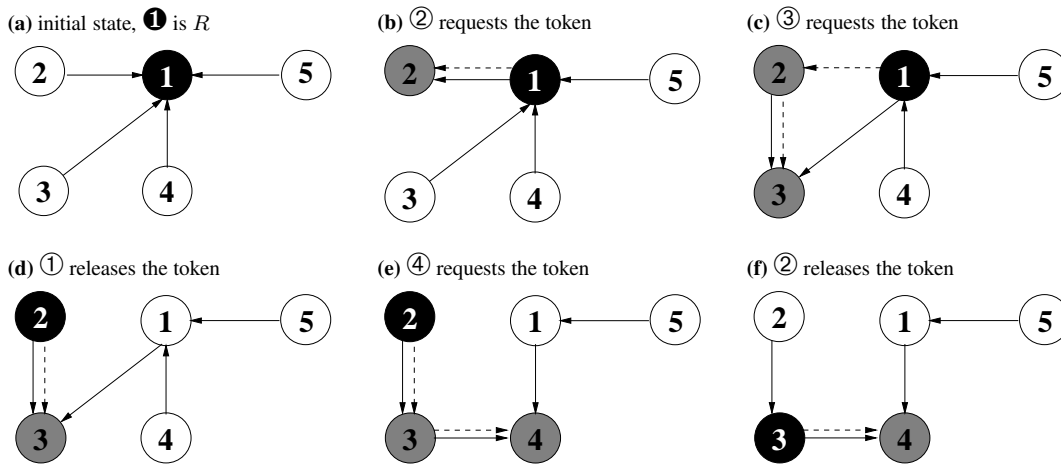 (a) initial state, ❶ is R
2 1 5
3 4
(b) ② requests the token
2 1 5
3 4
(c) ③ requests the token
2 1 5
3 4
(d) ① releases the token
2 1 5
3 4
(e) ④ requests the token
2 1 5
3 4
(f) ② releases the token
2 1 5
3 4